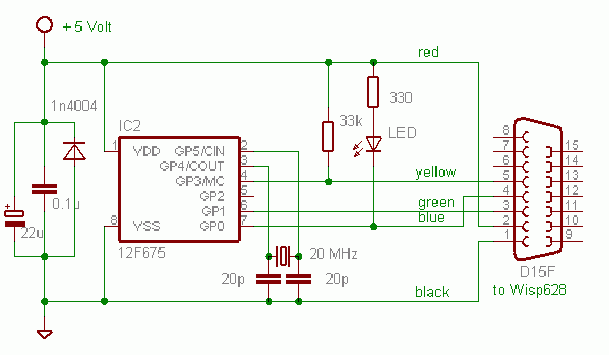 +5 Volt
red
1n4004
330
IC2
33k
LED
8
7
6
5
4
3
2
1
15
14
13
12
11
10
9
1
VDD
GP5/CIN
2
GP4/COUT
3
GP3/MC
4
yellow
GP2
5
0.1u
GP1
6
green
8
VSS
GP0
7
blue
+
22u
12F675
20 MHz
20p
20p
D15F
black
to Wisp628